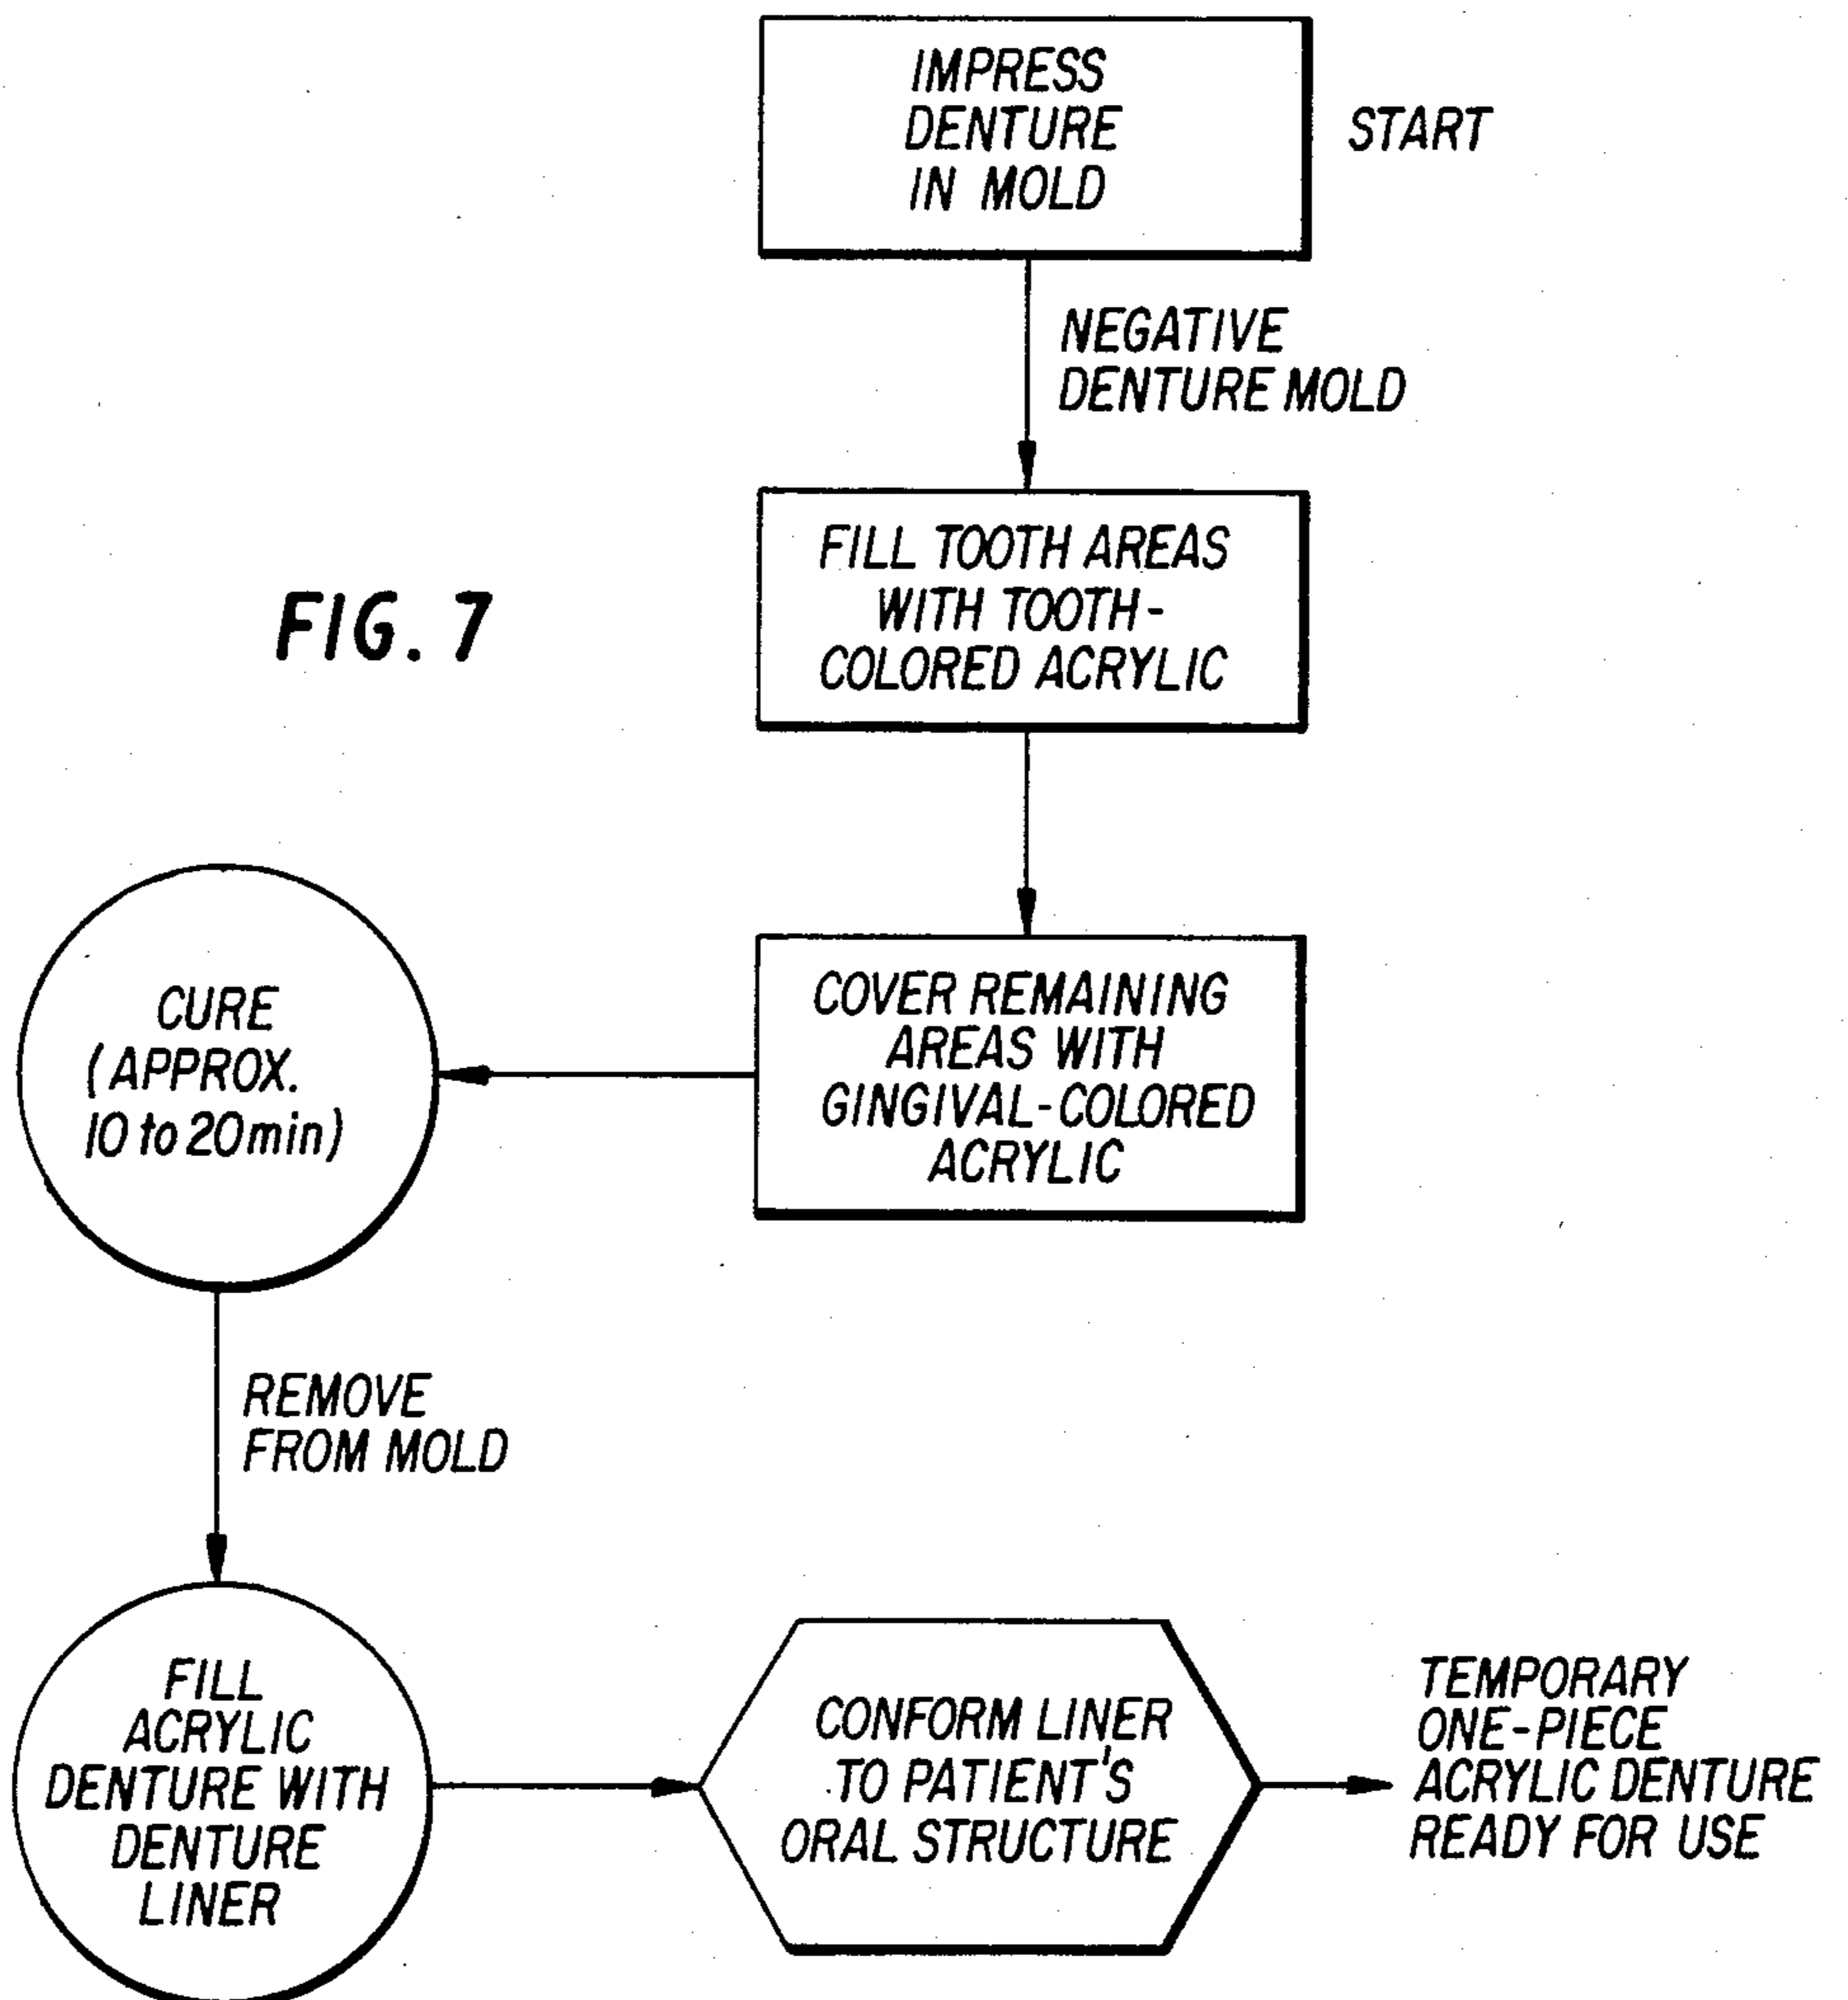 IMPRESS
DENTURE
IN MOLD
START
NEGATIVE
DENTURE MOLD
FILL TOOTH AREAS
WITH TOOTH-
COLORED ACRYLIC
FIG. 7
COVER REMAINING
AREAS WITH
GINGIVAL-COLORED
ACRYLIC
CURE
(APPROX.
10 to 20 min)
REMOVE
FROM MOLD
FILL
ACRYLIC
DENTURE WITH
DENTURE
LINER
CONFORM LINER
TO PATIENT'S
ORAL STRUCTURE
TEMPORARY
ONE-PIECE
ACRYLIC DENTURE
READY FOR USE